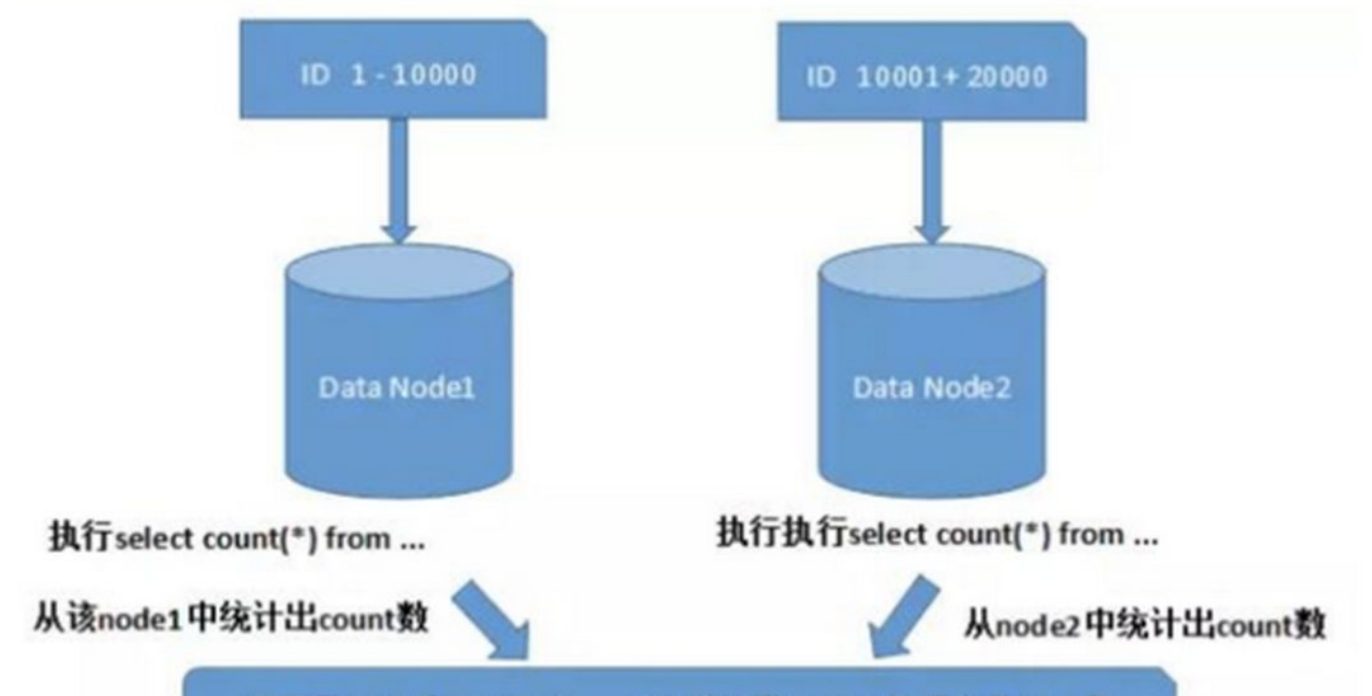 ID 1 - 10000
ID 10001+ 20000
Data Node1
Data Node2
执行select count(*) from ...
执行执行select count(*) from ...
从该node1中统计出count数
从node2中统计出count数